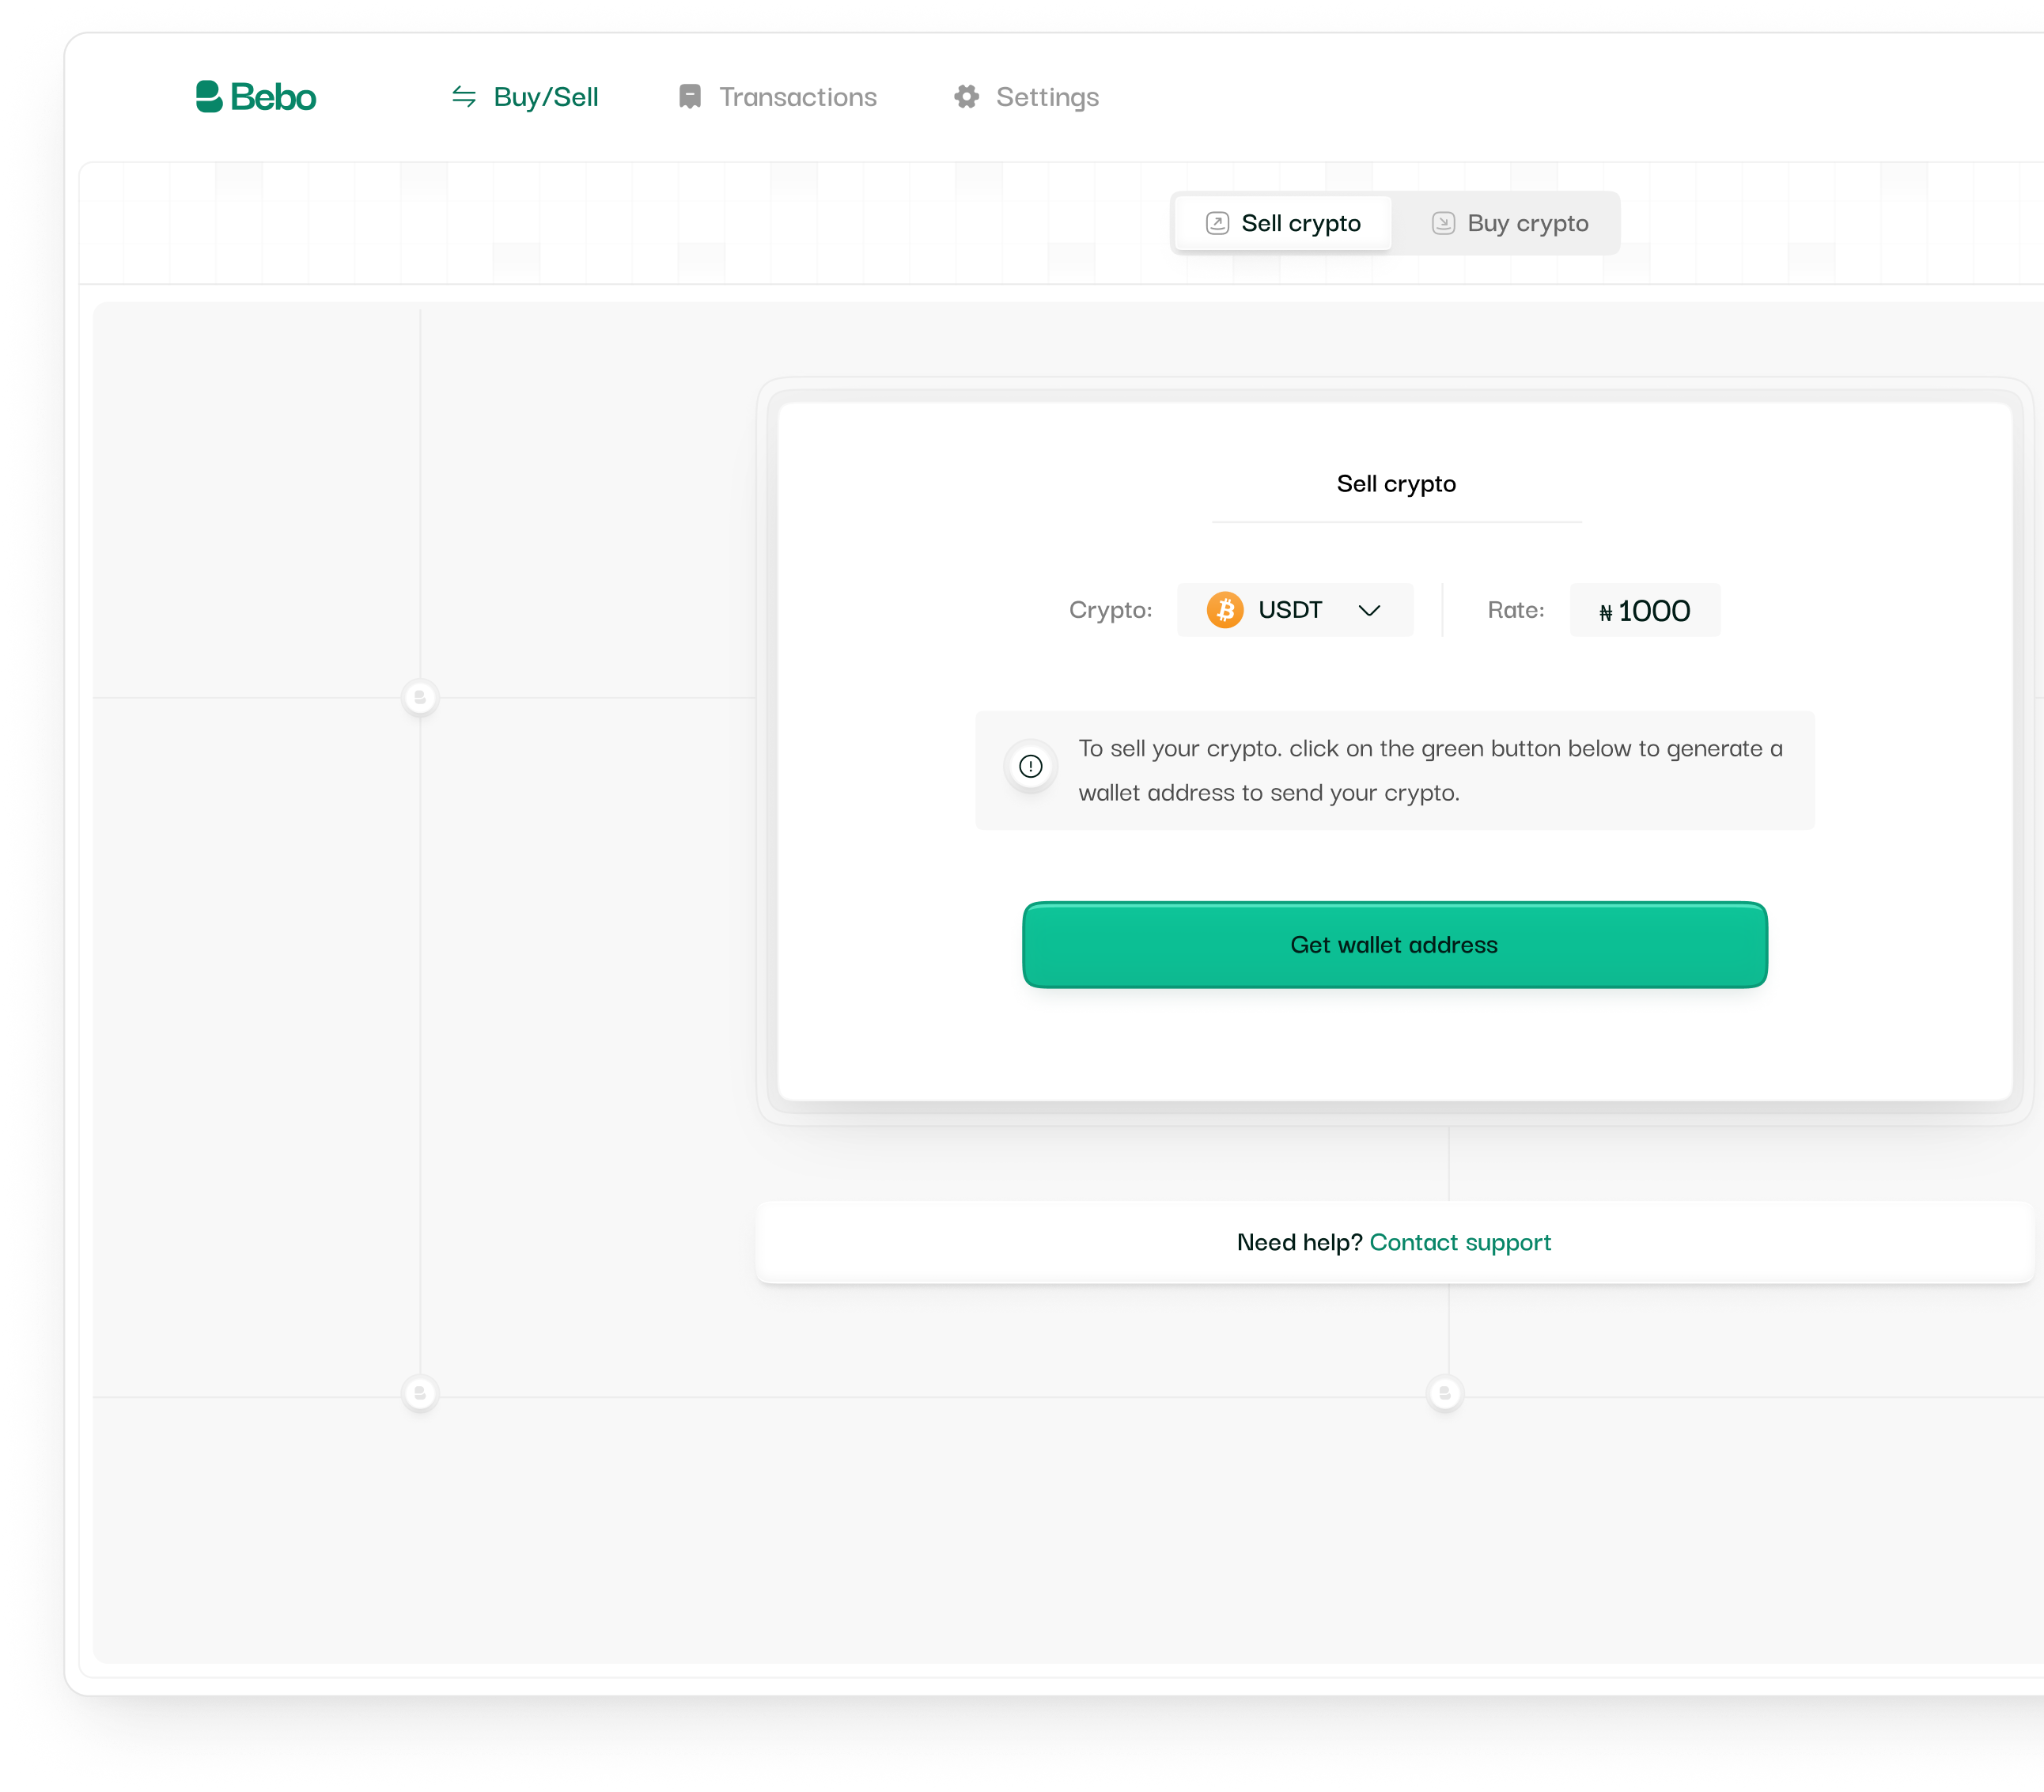 Bebo
Buy/Sell
Transactions
Settings
Sell crypto
Buy crypto
Sell crypto
Crypto:
USDT
Rate:
₦ 1000
To sell your crypto. click on the green button below to generate a
wallet address to send your crypto.
Get wallet address
Need help? Contact support